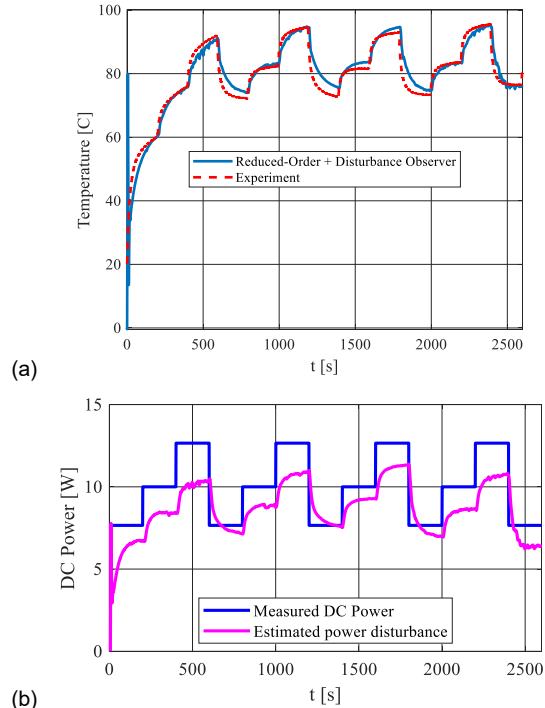 100
80
60
40
20
0
Temperature [C]
Reduced-Order + Disturbance Observer
Experiment
0 500 1000 1500 2000 2500
t [s]
(a)
15
10
5
0
DC Power [W]
Measured DC Power
Estimated power disturbance
0 500 1000 1500 2000 2500
t [s]
(b)